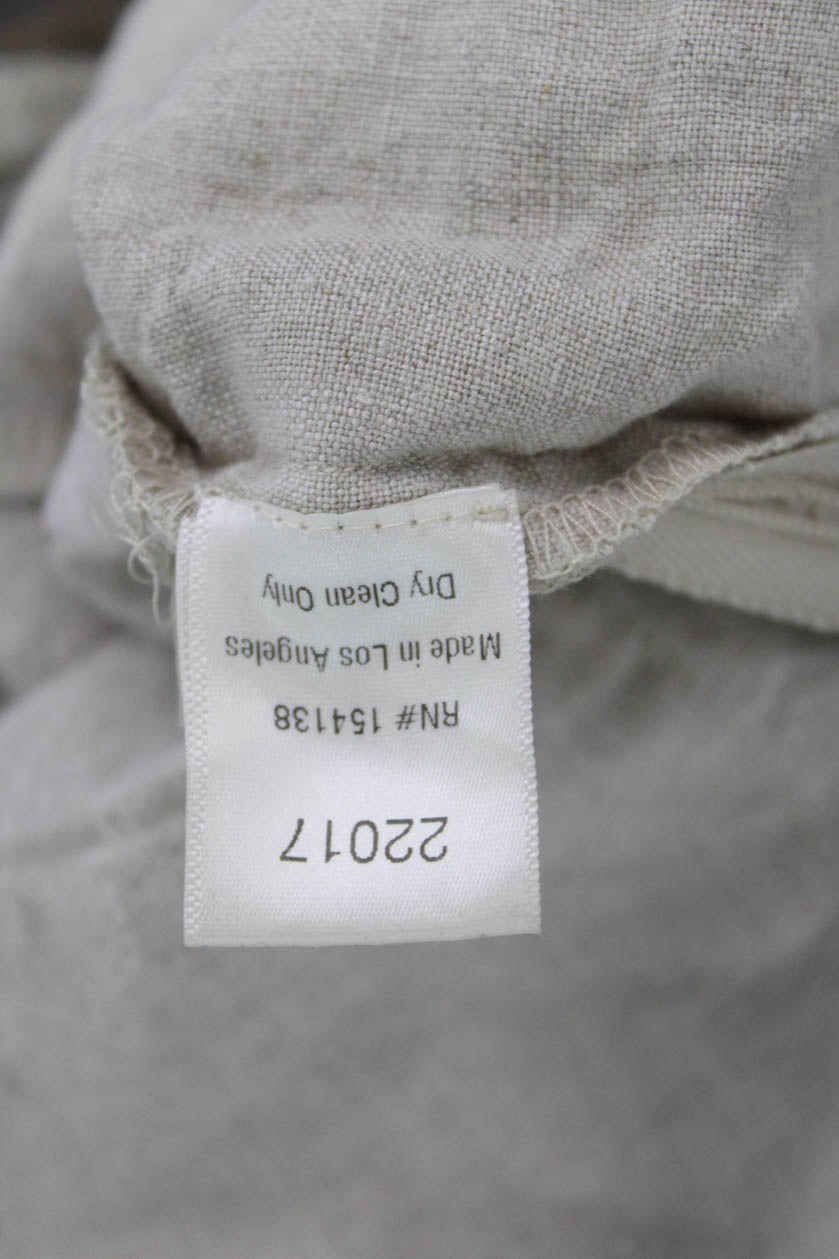 22017
RN# 154138
Made in Los Angeles
Dry Clean Only